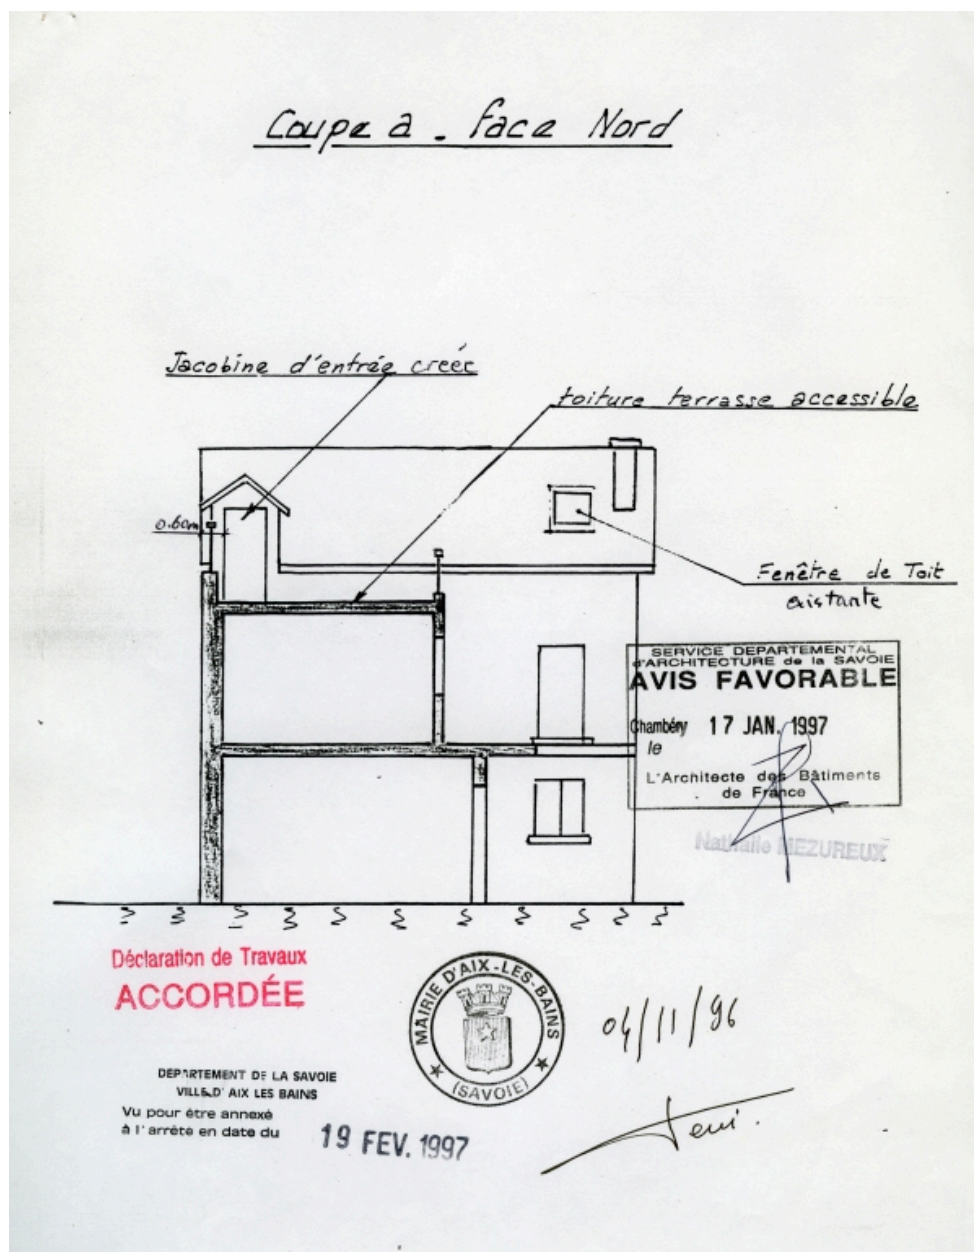 Coupe a - face Nord
Jacobine d'entrée créée
toiture terrasse accessible
0.60m
Fenêtre de Toit
existante
SERVICE DEPARTEMENTAL
d'ARCHITECTURE de la SAVOIE
AVIS FAVORABLE
Chambéry 17 JAN. 1997
le
L'Architecte des Bâtiments
de France
Nathalie MEZUREUX
Déclaration de Travaux
ACCORDÉE
MAIRIE D'AIX-LES-BAINS
(SAVOIE)
04/11/96
DEPARTEMENT DE LA SAVOIE
VILLE D' AIX LES BAINS
Vu pour être annexé
à l'arrêté en date du 19 FEV. 1997